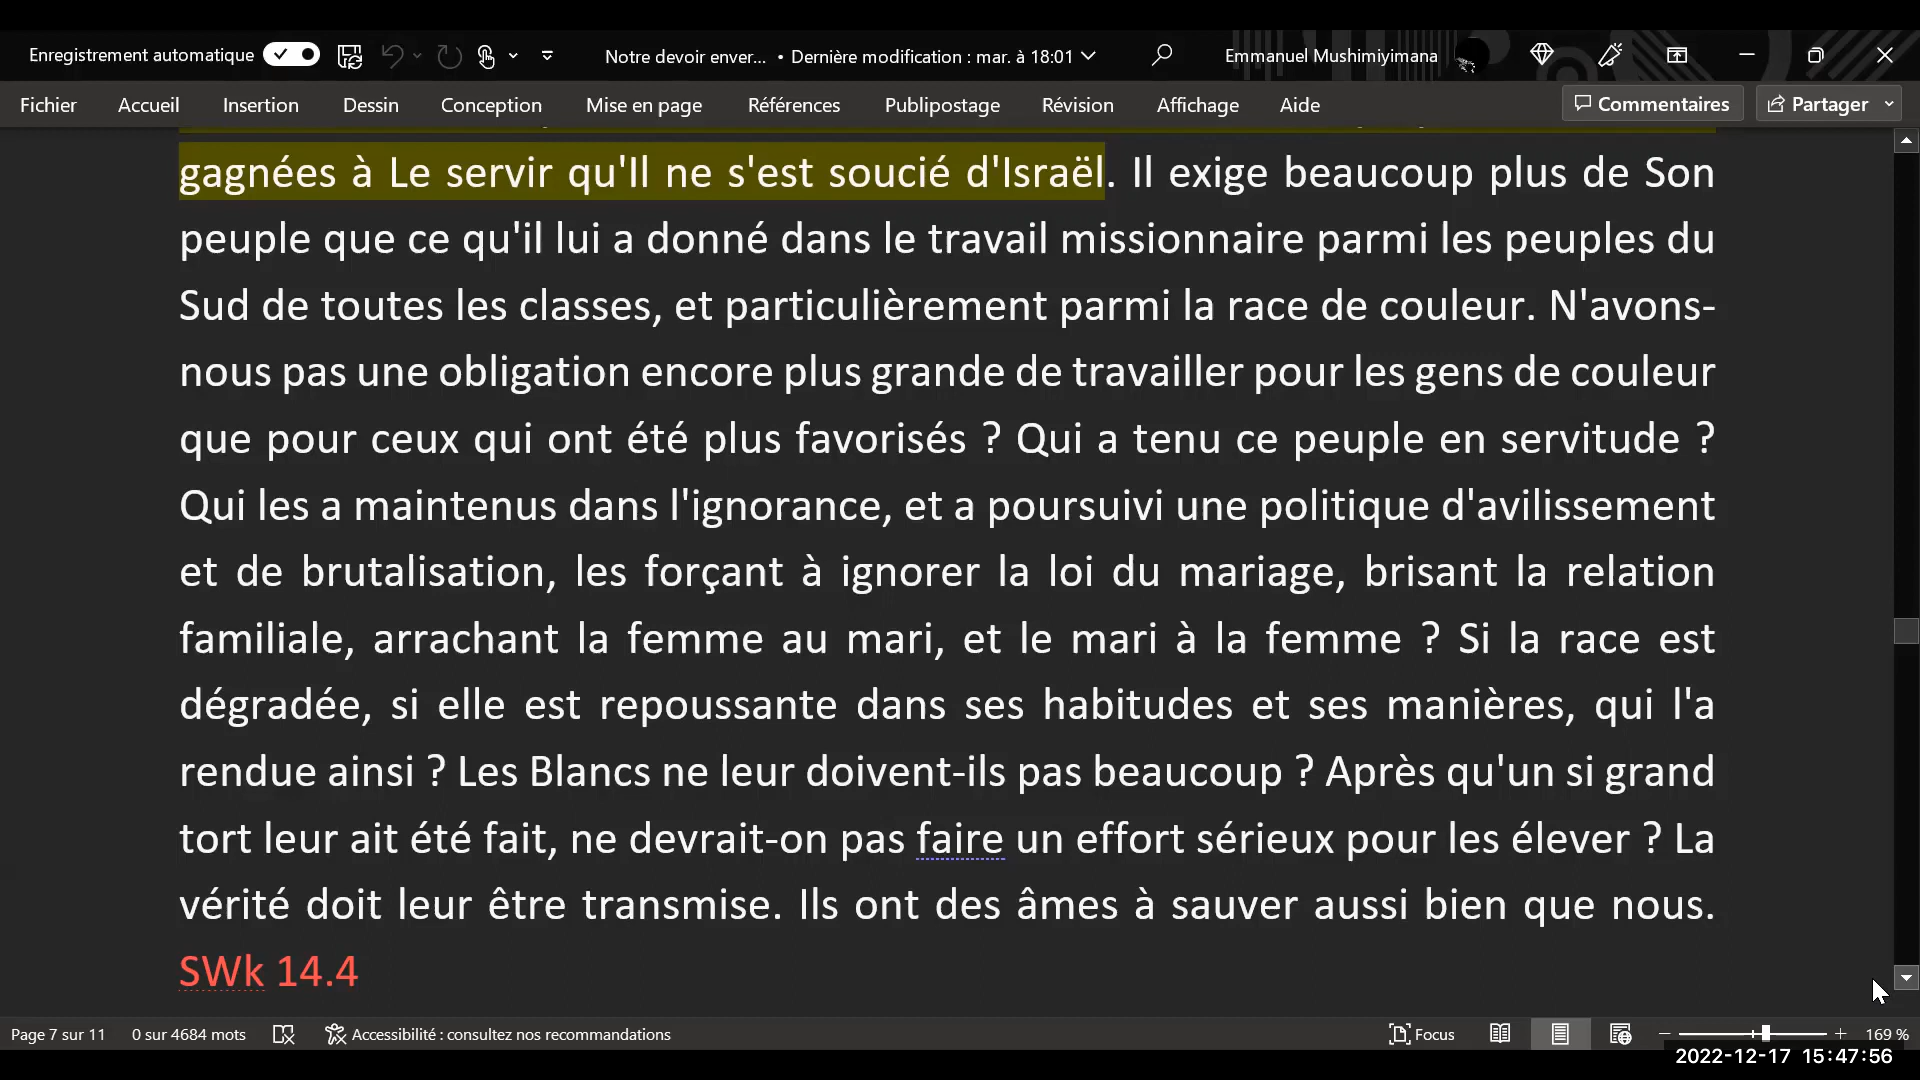 Enregistrement automatique
Notre devoir enver... • Dernière modification : mar. à 18:01
Emmanuel Mushimiyimana
Fichier Accueil Insertion Dessin Conception Mise en page Références Publipostage Révision Affichage Aide Commentaires Partager
gagnées à Le servir qu'Il ne s'est soucié d'Israël. Il exige beaucoup plus de Son
peuple que ce qu'il lui a donné dans le travail missionnaire parmi les peuples du
Sud de toutes les classes, et particulièrement parmi la race de couleur. N'avons-
nous pas une obligation encore plus grande de travailler pour les gens de couleur
que pour ceux qui ont été plus favorisés ? Qui a tenu ce peuple en servitude ?
Qui les a maintenus dans l'ignorance, et a poursuivi une politique d'avilissement
et de brutalisation, les forçant à ignorer la loi du mariage, brisant la relation
familiale, arrachant la femme au mari, et le mari à la femme ? Si la race est
dégradée, si elle est repoussante dans ses habitudes et ses manières, qui l'a
rendue ainsi ? Les Blancs ne leur doivent-ils pas beaucoup ? Après qu'un si grand
tort leur ait été fait, ne devrait-on pas faire un effort sérieux pour les élever ? La
vérité doit leur être transmise. Ils ont des âmes à sauver aussi bien que nous.
SWk 14.4
Page 7 sur 11 0 sur 4684 mots Accessibilité : consultez nos recommandations Focus 169 %
2022-12-17 15:47:56